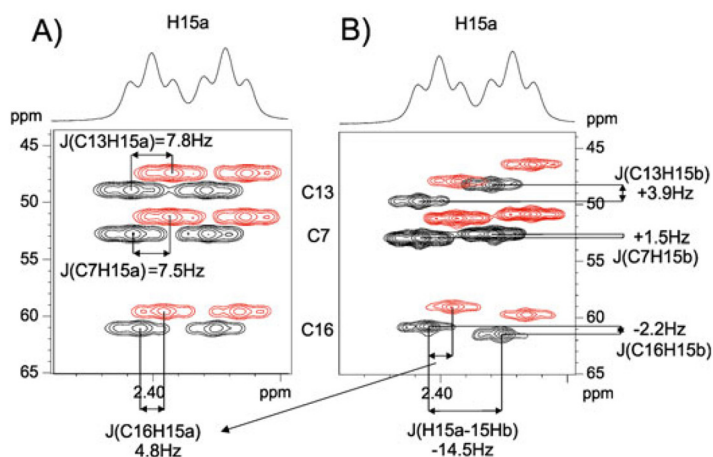 A)
H15a
B)
H15a
ppm
ppm
45
50
55
60
65
J(C13H15a)=7.8Hz
J(C7H15a)=7.5Hz
C13
C7
C16
45
50
55
60
65
J(C13H15b)
+3.9Hz
+1.5Hz
J(C7H15b)
-2.2Hz
J(C16H15b)
2.40
ppm
2.40
ppm
J(C16H15a)
4.8Hz
J(H15a-15Hb)
-14.5Hz